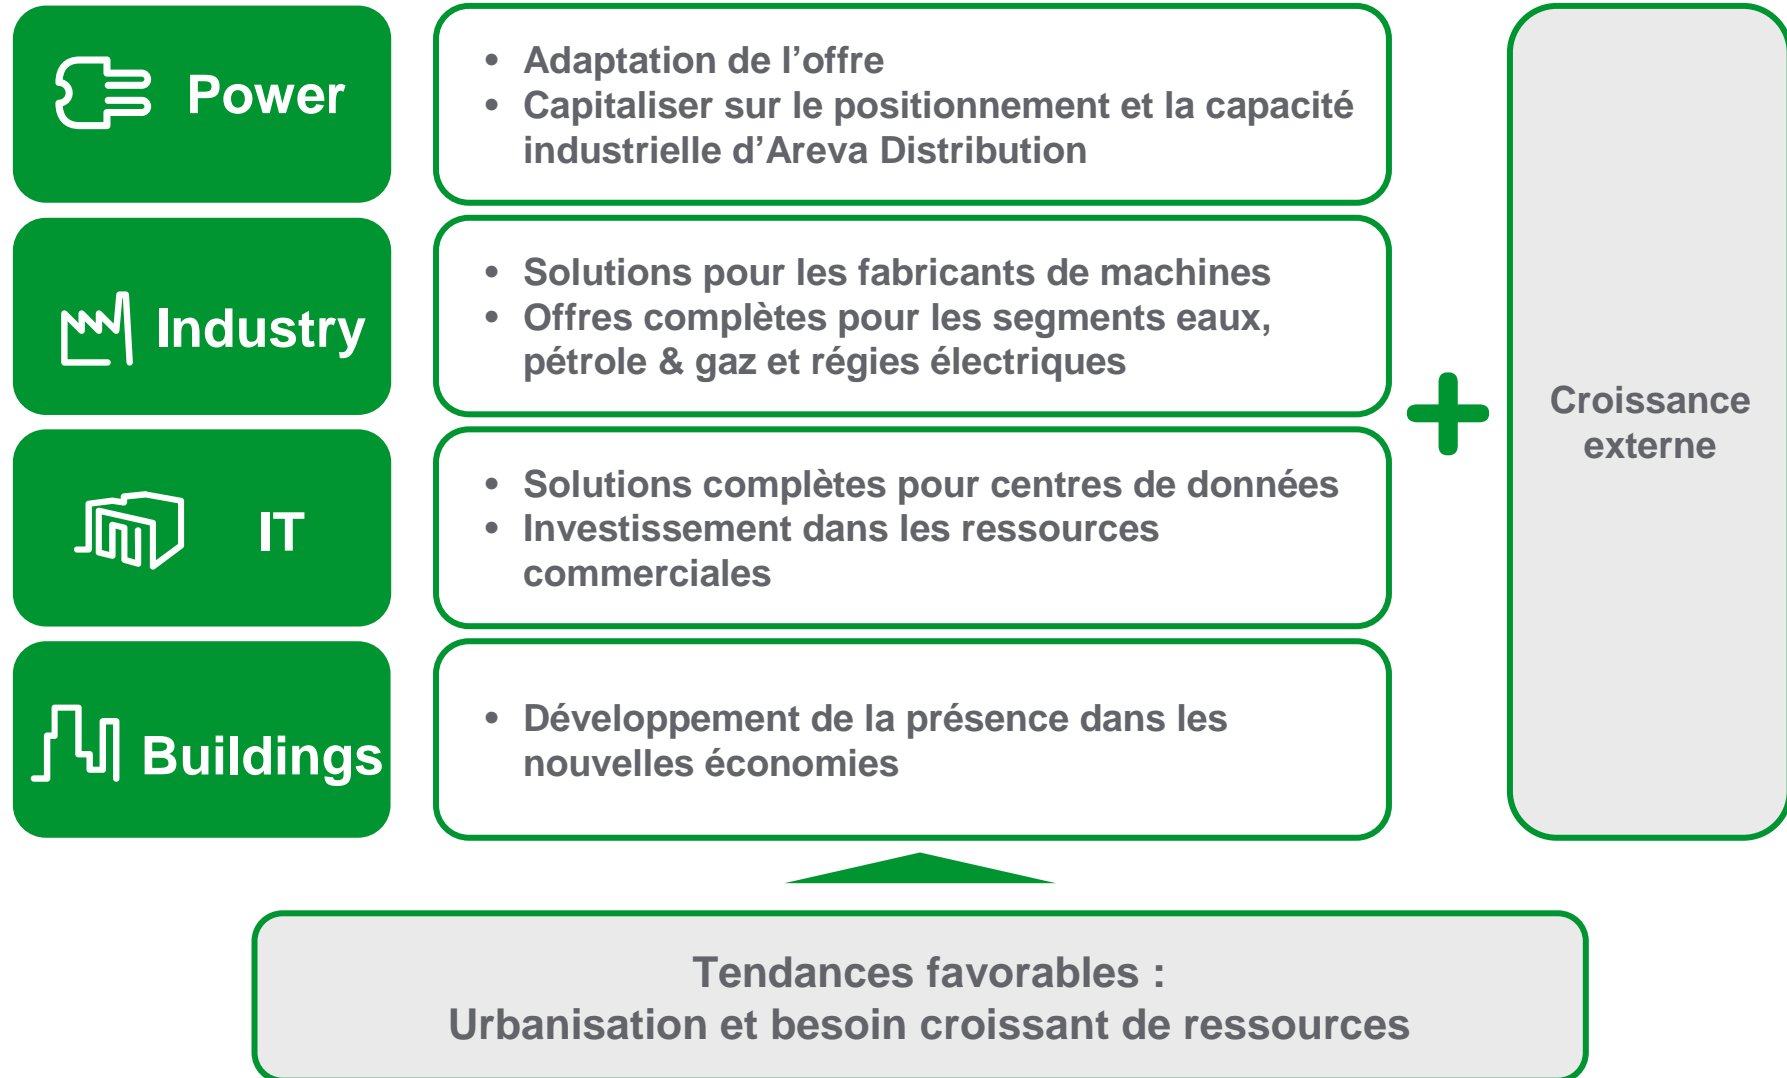 Power
• Adaptation de l’offre
• Capitaliser sur le positionnement et la capacité
industrielle d’Areva Distribution
Industry
• Solutions pour les fabricants de machines
• Offres complètes pour les segments eaux,
pétrole & gaz et régies électriques
IT
• Solutions complètes pour centres de données
• Investissement dans les ressources
commerciales
Buildings
• Développement de la présence dans les
nouvelles économies
Croissance
externe
Tendances favorables :
Urbanisation et besoin croissant de ressources